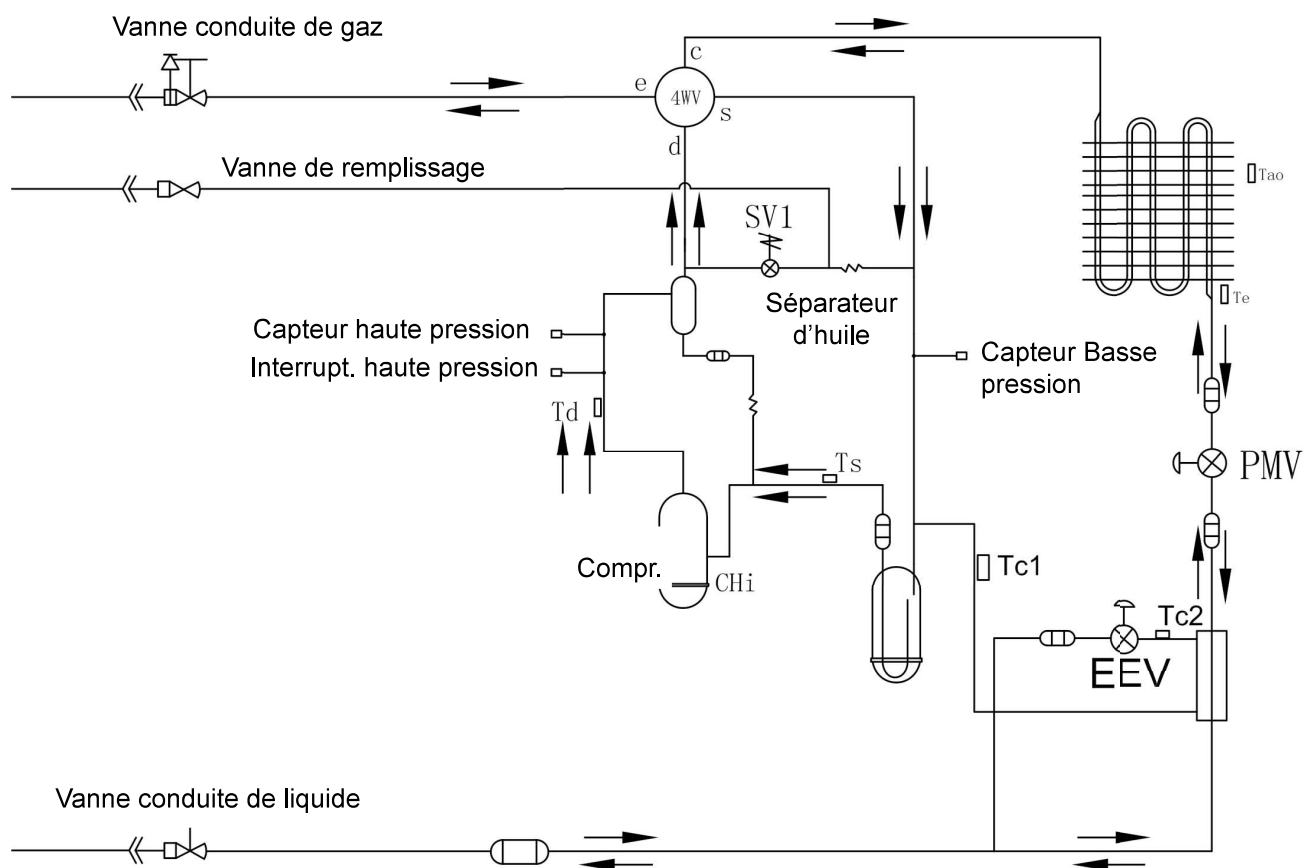 Vanne conduite de gaz
c
e
4WV
s
d
Vanne de remplissage
Tao
SV1
Te
Séparateur
d’huile
Capteur haute pression
Interrupt. haute pression
Capteur Basse
pression
Td
Ts
PMV
Compr.
CHi
Tc1
Tc2
EEV
Vanne conduite de liquide